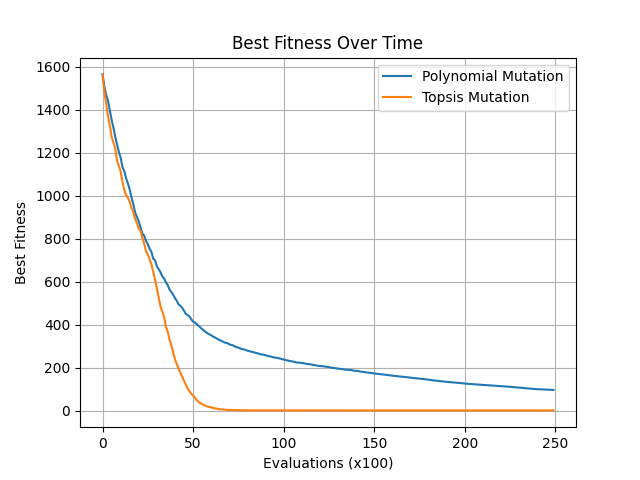 Best Fitness Over Time
Polynomial Mutation
Topsis Mutation
Best Fitness
1600
1400
1200
1000
800
600
400
200
0
0 50 100 150 200 250
Evaluations (x100)